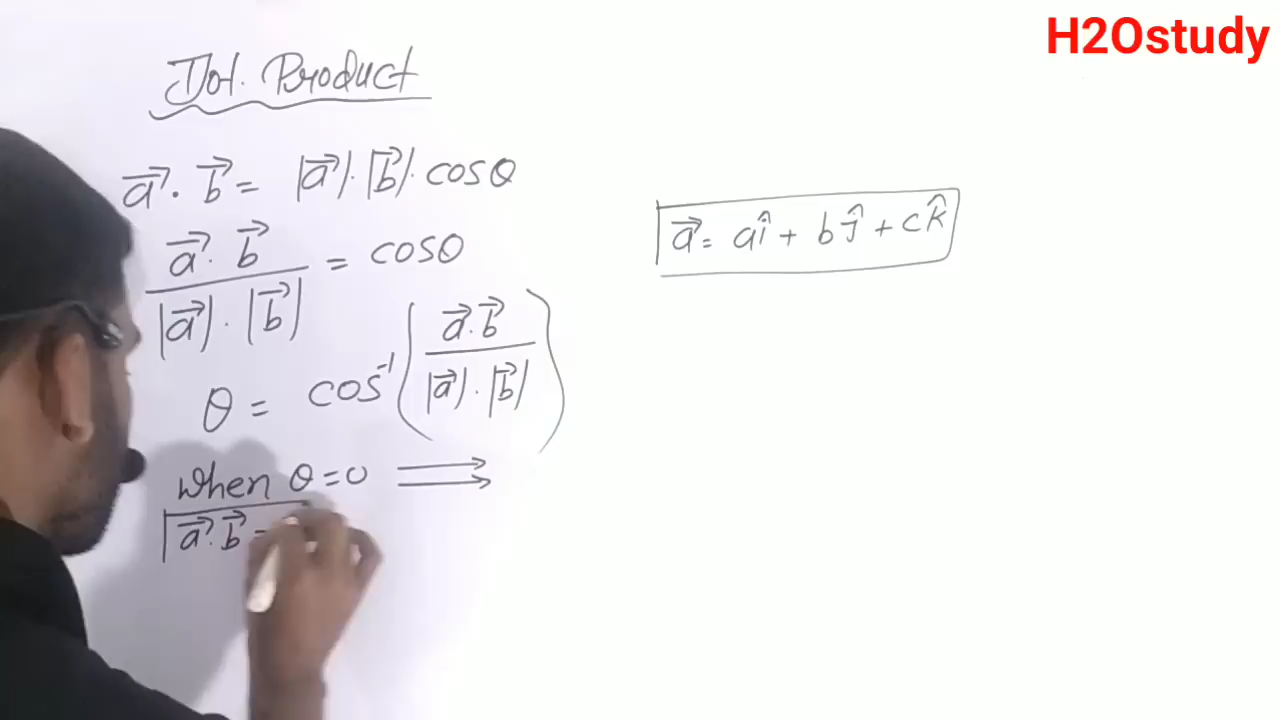 H2Ostudy
Dot. Product
a⃗ . b⃗ = |a⃗|.|b⃗|. cosθ
a⃗ . b⃗ / |a⃗| . |b⃗| = cosθ
θ = cos⁻¹ ( a⃗.b⃗ / |a⃗| . |b⃗| )
when θ = 0
a⃗.b⃗ =
a⃗ = aî + bĵ + ck̂